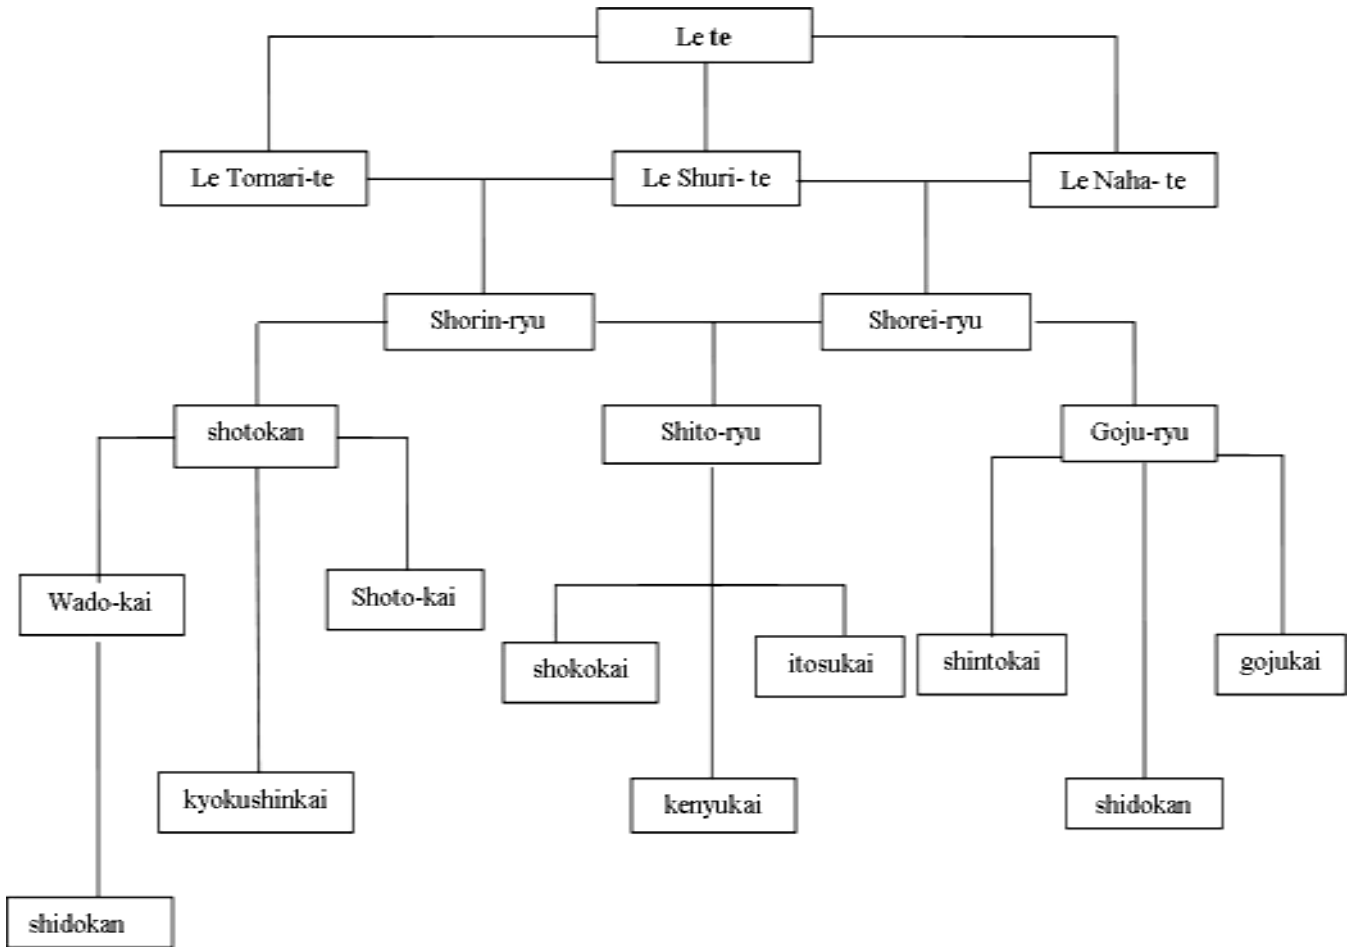 Le te
Le Tomari-te
Le Shuri- te
Le Naha- te
Shorin-ryu
Shorei-ryu
shotokan
Shito-ryu
Goju-ryu
Wado-kai
Shoto-kai
shokokai
itosukai
shintokai
gojukai
kyokushinkai
kenyukai
shidokan
shidokan